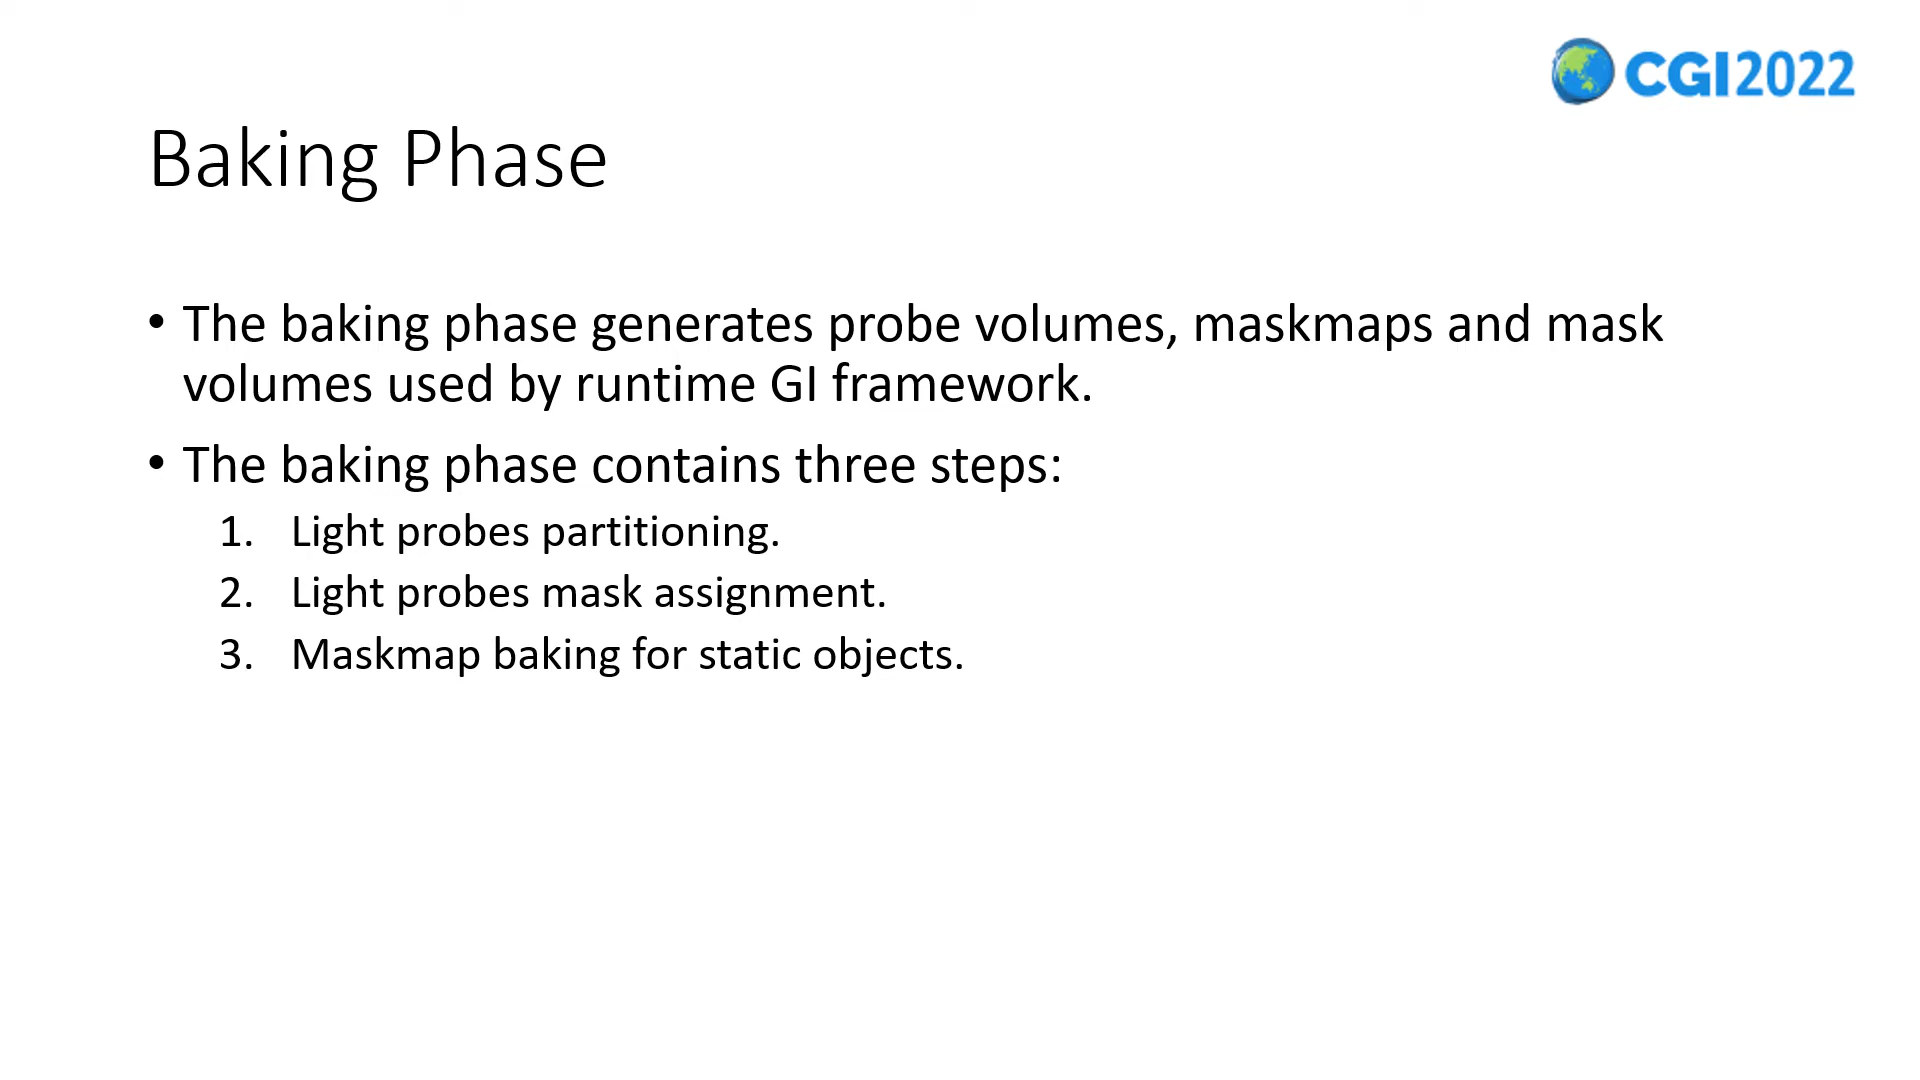 CGI2022
Baking Phase
• The baking phase generates probe volumes, maskmaps and mask
volumes used by runtime GI framework.
• The baking phase contains three steps:
1. Light probes partitioning.
2. Light probes mask assignment.
3. Maskmap baking for static objects.